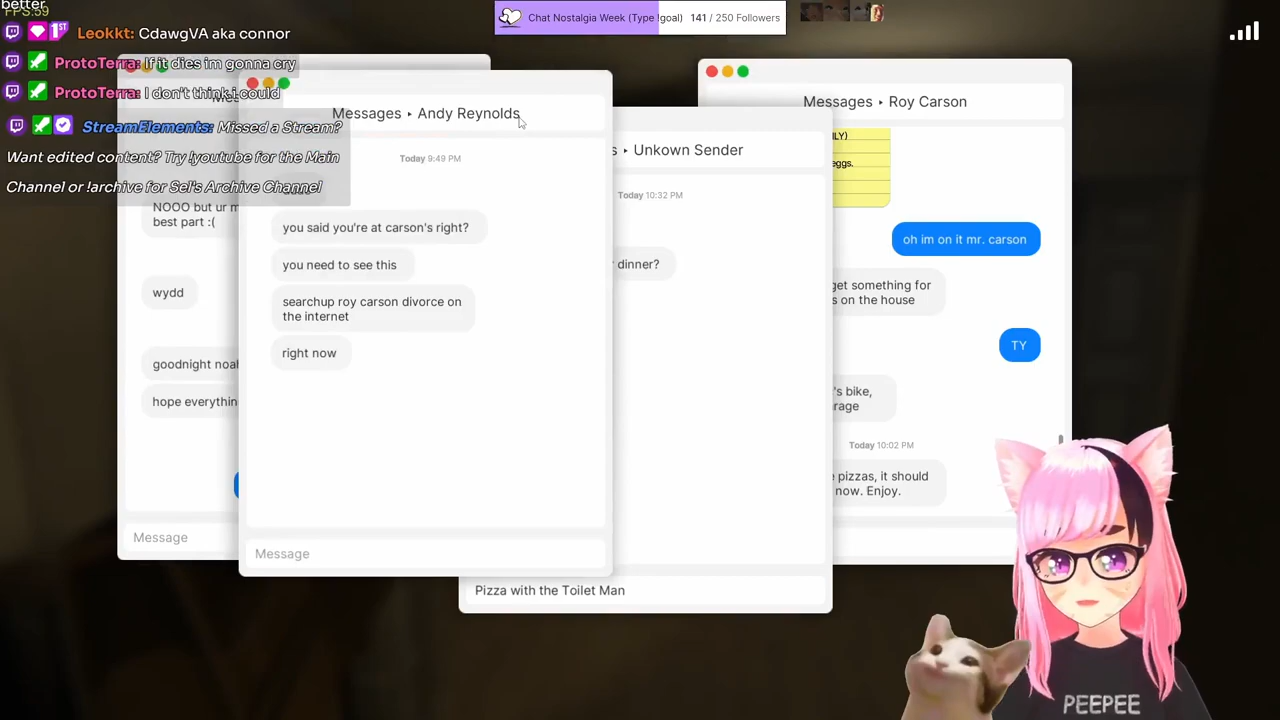 better
FPS:59
Leokkt: CdawgVA aka connor
ProtoTerra: If it dies im gonna cry
ProtoTerra: I don't think i could
StreamElements: Missed a Stream?
Want edited content? Try !youtube for the Main
Channel or !archive for Sel's Archive Channel
Chat Nostalgia Week (Type !goal) 141 / 250 Followers
NOOO but ur m
best part :(
wydd
goodnight noah
hope everythin
Message
Messages ▸ Andy Reynolds
Today 9:49 PM
you said you're at carson's right?
you need to see this
searchup roy carson divorce on
the internet
right now
Message
s ▸ Unkown Sender
Today 10:32 PM
dinner?
Pizza with the Toilet Man
Messages ▸ Roy Carson
ILY)
eggs.
oh im on it mr. carson
get something for
s on the house
TY
's bike,
arage
Today 10:02 PM
e pizzas, it should
now. Enjoy.
PEEPEE